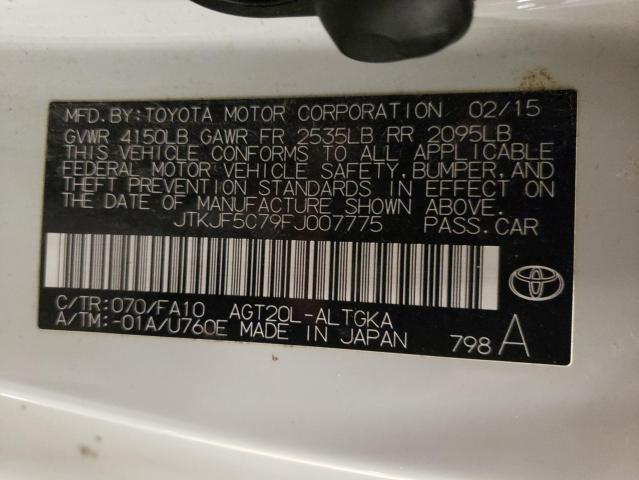 MFD.BY:TOYOTA MOTOR CORPORATION 02/15
GVWR 4150LB GAWR FR 2535LB RR 2095LB
THIS VEHICLE CONFORMS TO ALL APPLICABLE
FEDERAL MOTOR VEHICLE SAFETY,BUMPER,AND
THEFT PREVENTION STANDARDS IN EFFECT ON
THE DATE OF MANUFACTURE SHOWN ABOVE.
JTKJF5C79FJ007775 PASS.CAR
C/TR:070/FA10 AGT20L-ALTGKA
A/TM:-01A/U760E MADE IN JAPAN 798 A